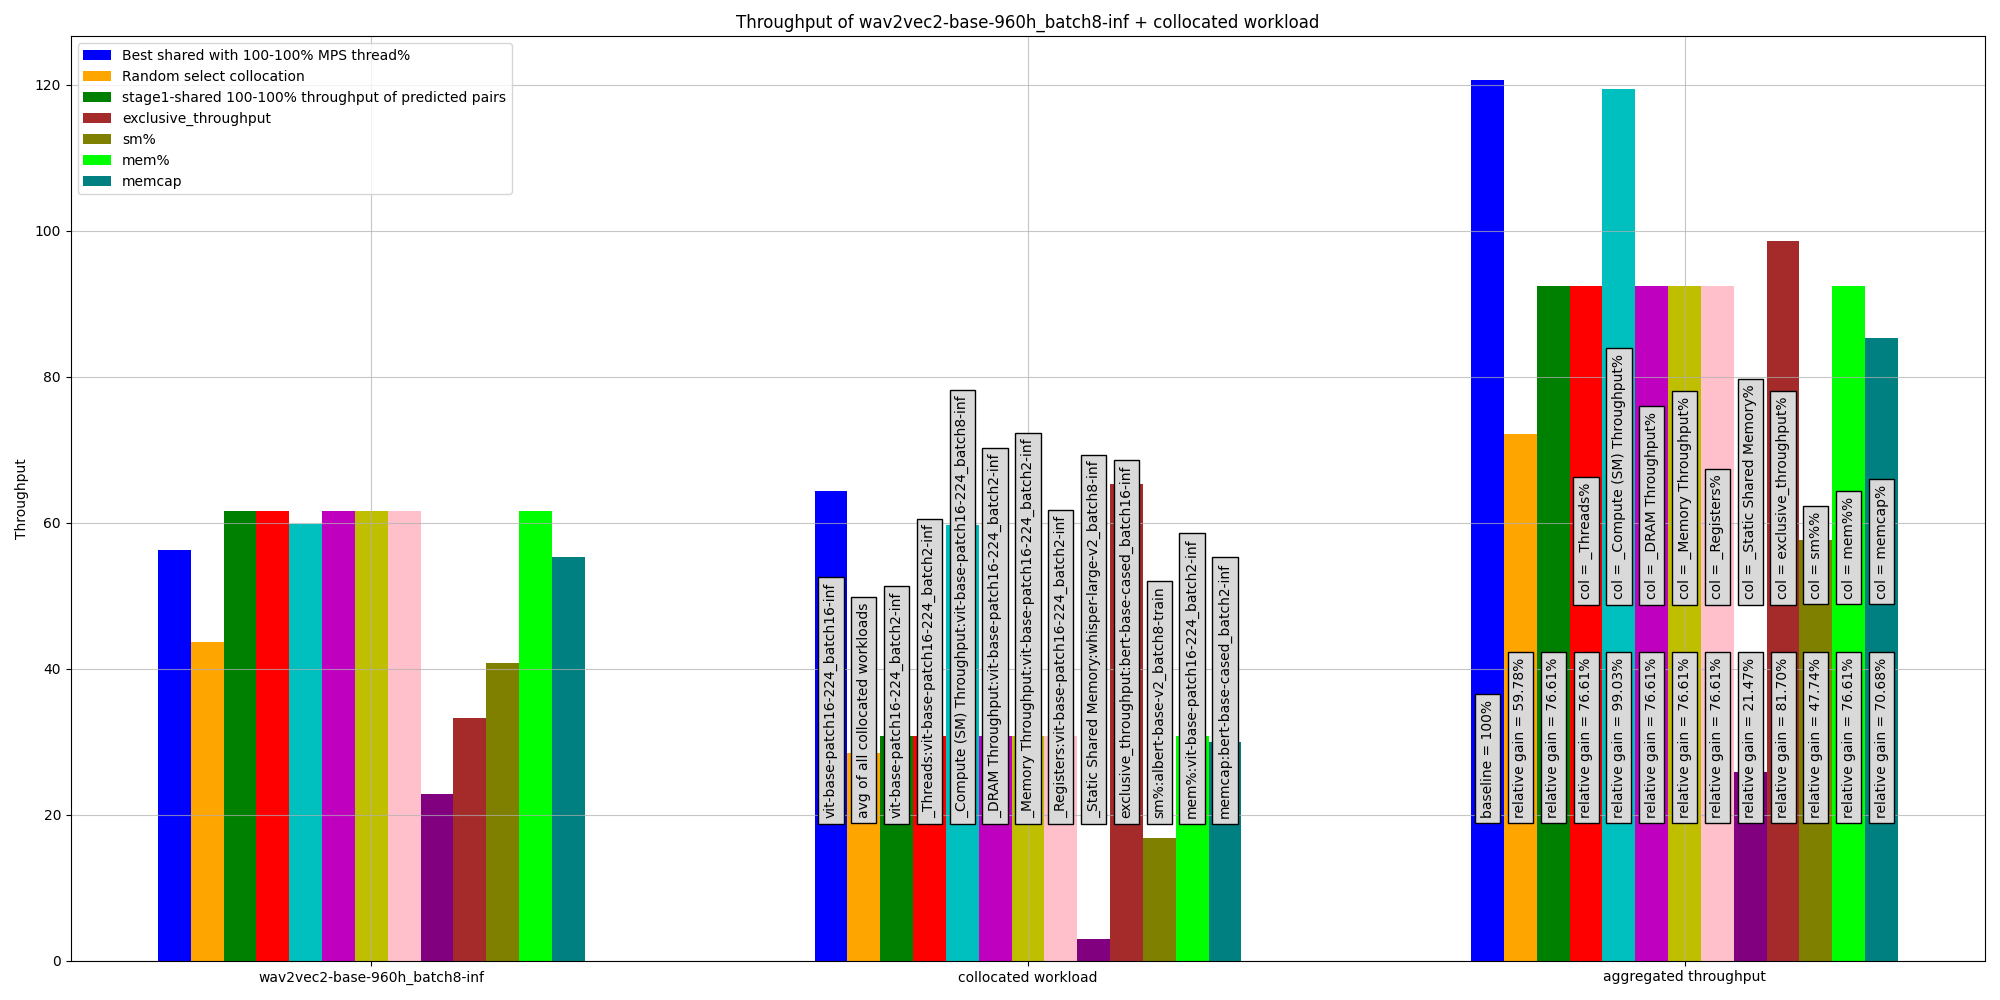 Throughput of wav2vec2-base-960h_batch8-inf + collocated workload
Best shared with 100-100% MPS thread%
Random select collocation
stage1-shared 100-100% throughput of predicted pairs
exclusive_throughput
sm%
mem%
memcap
Throughput
120
100
80
60
40
20
0
vit-base-patch16-224_batch16-inf
avg of all collocated workloads
vit-base-patch16-224_batch2-inf
_Threads:vit-base-patch16-224_batch2-inf
_Compute (SM) Throughput:vit-base-patch16-224_batch8-inf
_DRAM Throughput:vit-base-patch16-224_batch2-inf
_Memory Throughput:vit-base-patch16-224_batch2-inf
_Registers:vit-base-patch16-224_batch2-inf
_Static Shared Memory:whisper-large-v2_batch8-inf
exclusive_throughput:bert-base-cased_batch16-inf
sm%:albert-base-v2_batch8-train
mem%:vit-base-patch16-224_batch2-inf
memcap:bert-base-cased_batch2-inf
col = _Threads%
col = _Compute (SM) Throughput%
col = _DRAM Throughput%
col = _Memory Throughput%
col = _Registers%
col = _Static Shared Memory%
col = exclusive_throughput%
col = sm%%
col = mem%%
col = memcap%
baseline = 100%
relative gain = 59.78%
relative gain = 76.61%
relative gain = 76.61%
relative gain = 99.03%
relative gain = 76.61%
relative gain = 76.61%
relative gain = 76.61%
relative gain = 21.47%
relative gain = 81.70%
relative gain = 47.74%
relative gain = 76.61%
relative gain = 70.68%
wav2vec2-base-960h_batch8-inf
collocated workload
aggregated throughput